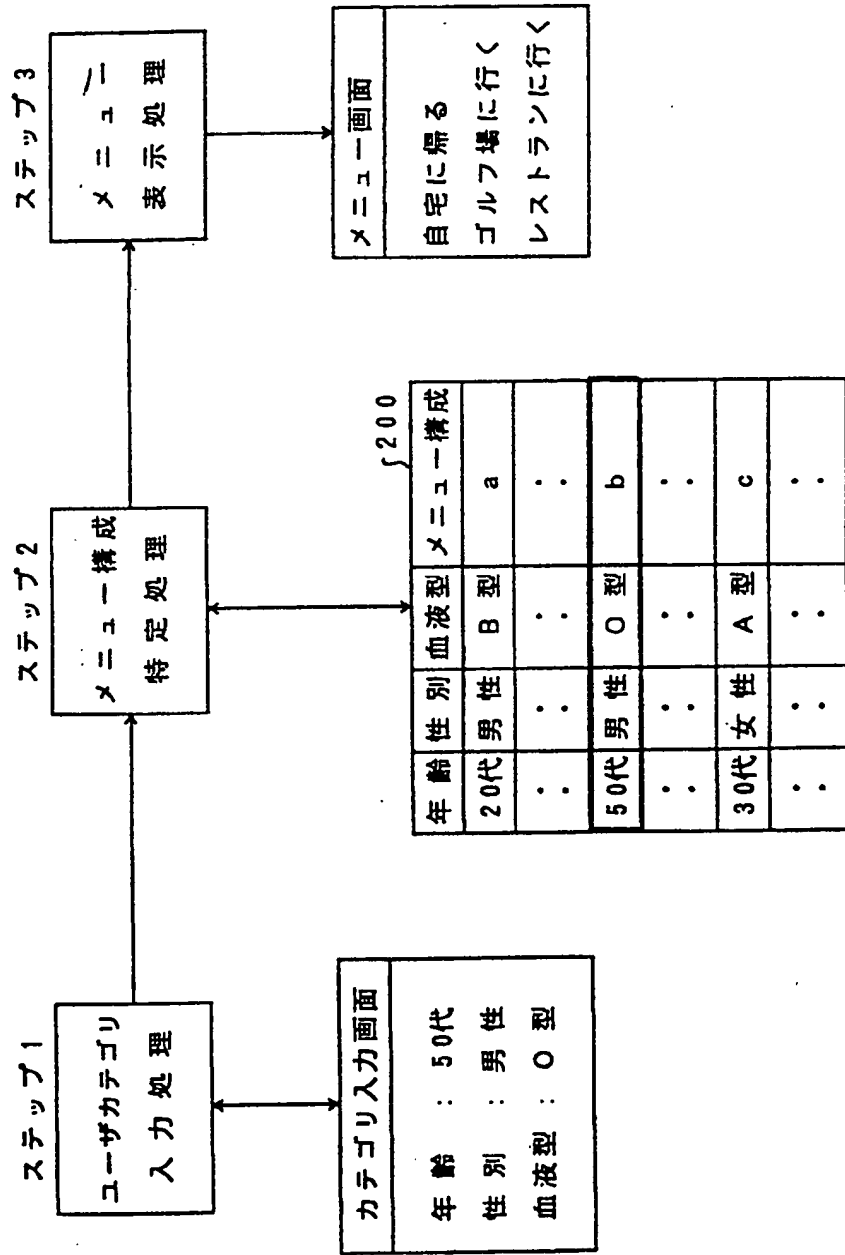 ステップ1
ユーザカテゴリ
入力処理
カテゴリ入力画面
年齢 : 50代
性別 : 男性
血液型 : O型
ステップ2
メニュー構成
特定処理
200
年齢 性別 血液型 メニュー構成
20代 男性 B型 a
‥ ‥ ‥ ‥
50代 男性 O型 b
‥ ‥ ‥ ‥
30代 女性 A型 c
‥ ‥ ‥ ‥
ステップ3
メニュー
表示処理
メニュー画面
自宅に帰る
ゴルフ場に行く
レストランに行く